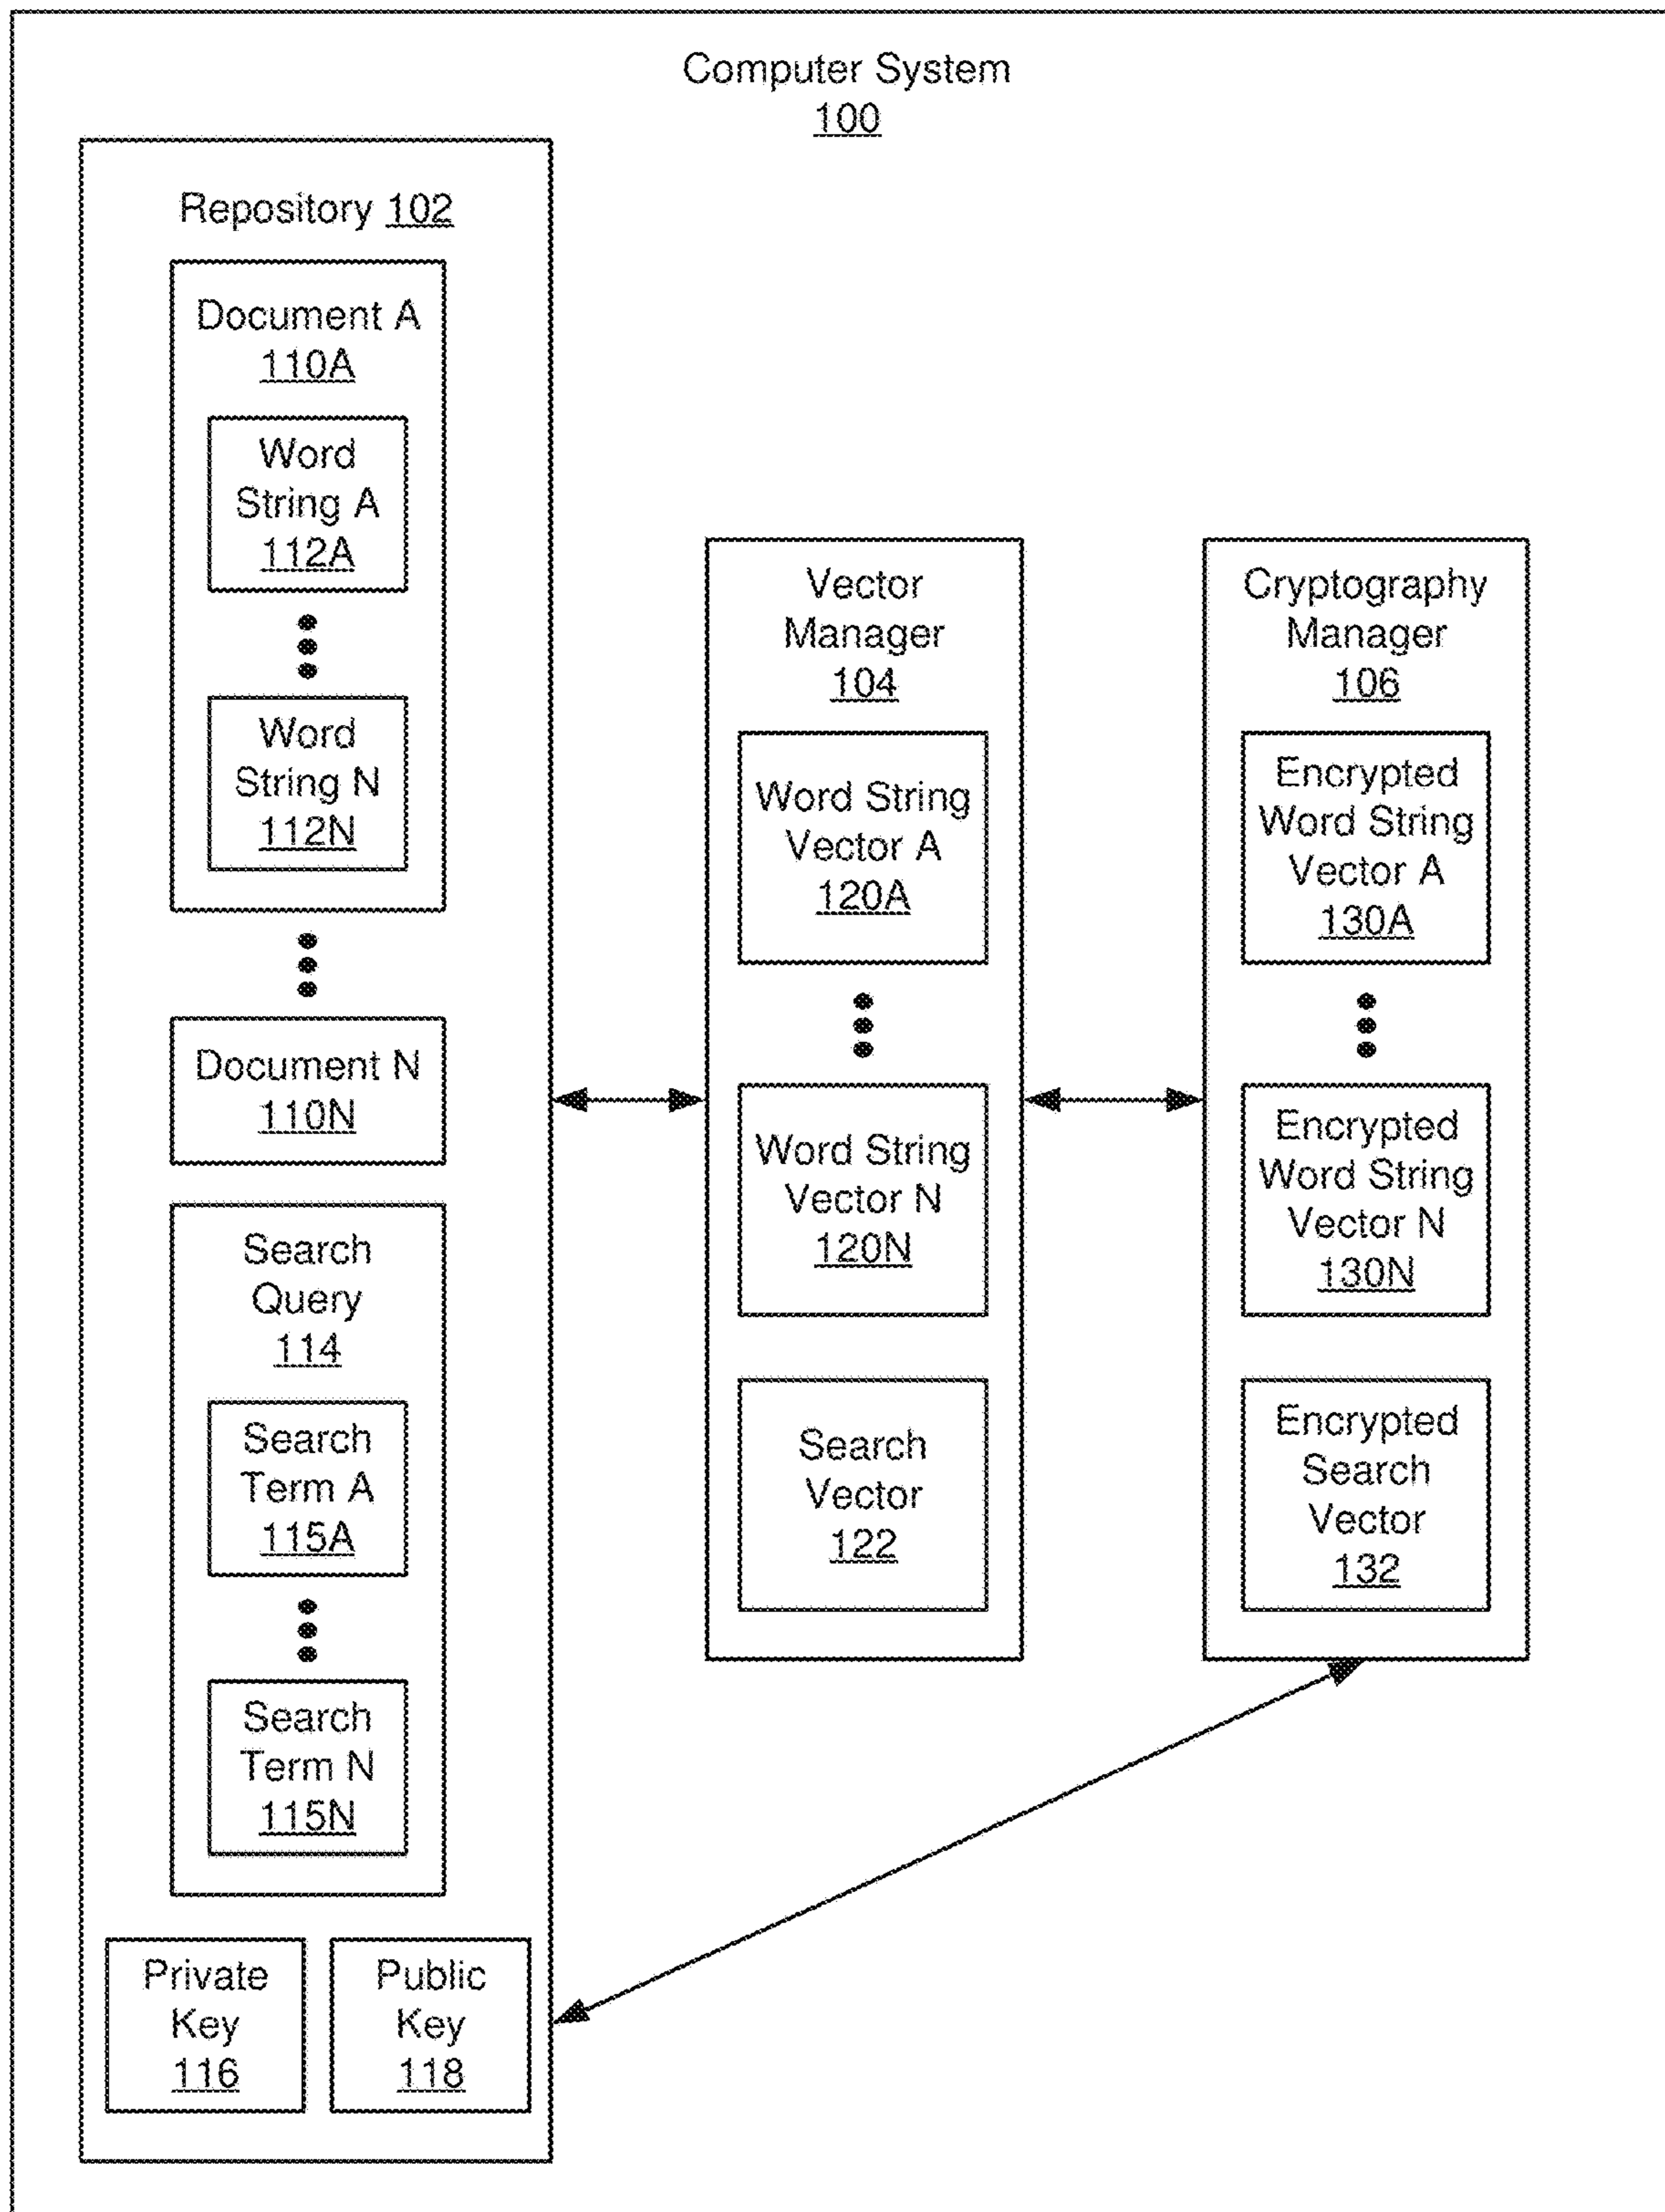 Computer System
100
Repository 102
Document A
110A
Word
String A
112A
Word
String N
112N
Document N
110N
Search
Query
114
Search
Term A
115A
Search
Term N
115N
Private
Key
116
Public
Key
118
Vector
Manager
104
Word String
Vector A
120A
Word String
Vector N
120N
Search
Vector
122
Cryptography
Manager
106
Encrypted
Word String
Vector A
130A
Encrypted
Word String
Vector N
130N
Encrypted
Search
Vector
132